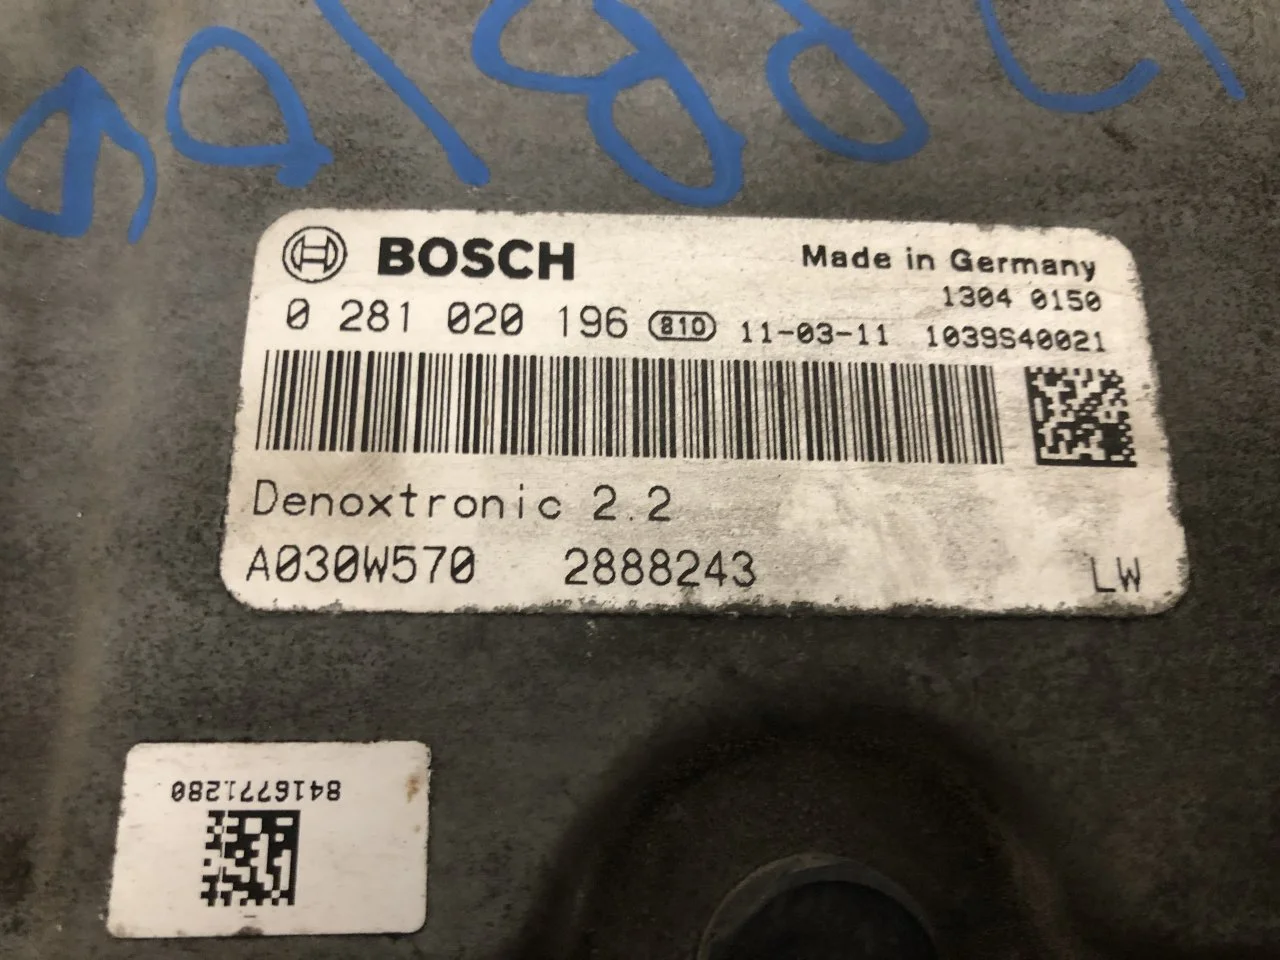 BOSCH
Made in Germany
1304 0150
0 281 020 196 810 11-03-11 1039S40021
Denoxtronic 2.2
A030W570 2888243 LW
8416771280